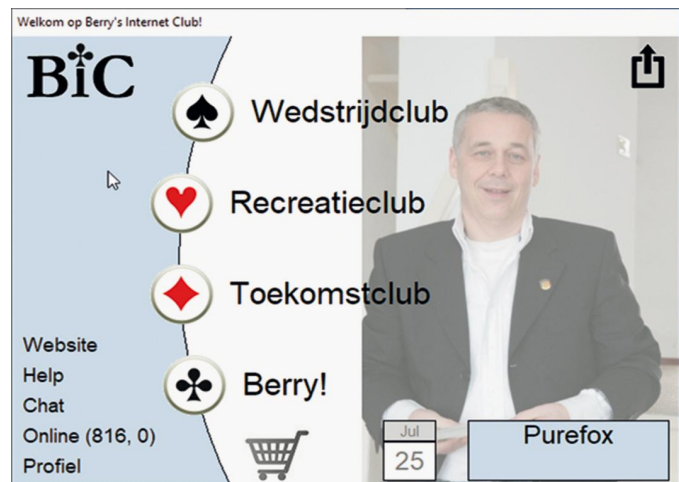 Welkom op Berry's Internet Club!
BiC
Wedstrijdclub
Recreatieclub
Toekomstclub
Berry!
Website
Help
Chat
Online (816, 0)
Profiel
Jul
25
Purefox